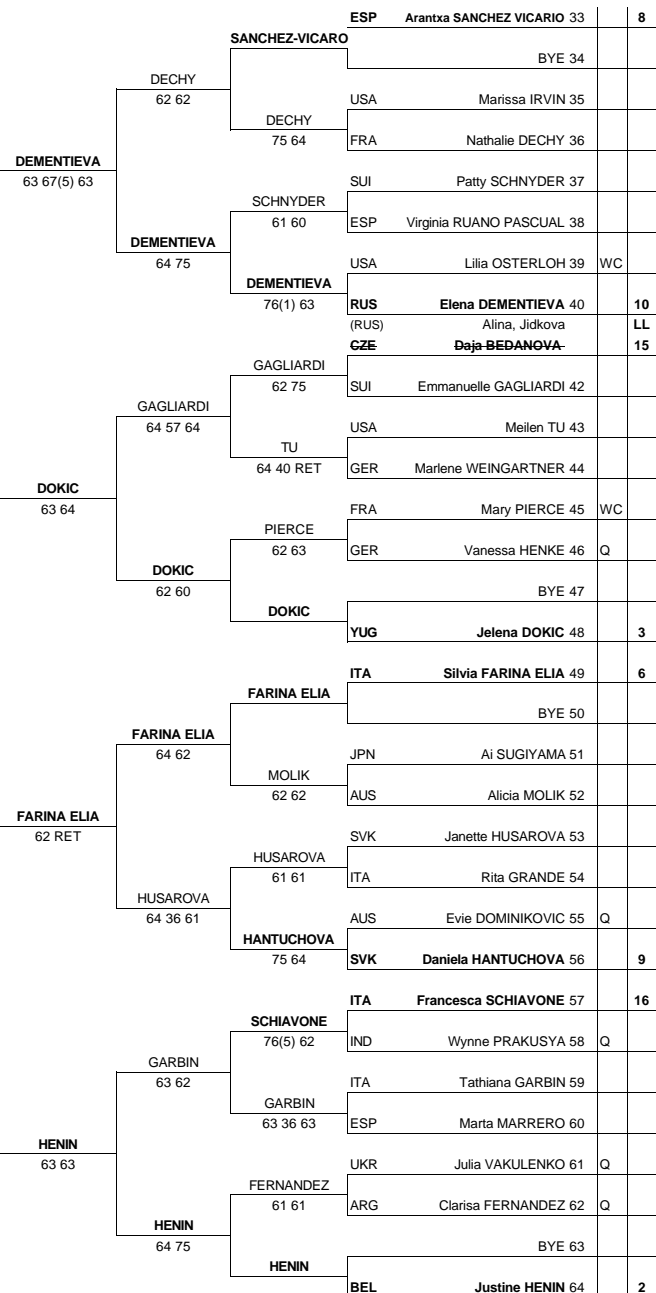 ESP Arantxa SANCHEZ VICARIO 33 8
SANCHEZ-VICARO
BYE 34
DECHY
62 62
USA Marissa IRVIN 35
DECHY
75 64
FRA Nathalie DECHY 36
DEMENTIEVA
63 67(5) 63
SUI Patty SCHNYDER 37
SCHNYDER
61 60
ESP Virginia RUANO PASCUAL 38
DEMENTIEVA
64 75
USA Lilia OSTERLOH 39 WC
DEMENTIEVA
76(1) 63
RUS Elena DEMENTIEVA 40 10
(RUS) Alina, Jidkova LL
CZE Daja BEDANOVA 15
GAGLIARDI
62 75
SUI Emmanuelle GAGLIARDI 42
GAGLIARDI
64 57 64
USA Meilen TU 43
TU
64 40 RET
GER Marlene WEINGARTNER 44
DOKIC
63 64
FRA Mary PIERCE 45 WC
PIERCE
62 63
GER Vanessa HENKE 46 Q
DOKIC
62 60
BYE 47
DOKIC
YUG Jelena DOKIC 48 3
ITA Silvia FARINA ELIA 49 6
FARINA ELIA
BYE 50
FARINA ELIA
64 62
JPN Ai SUGIYAMA 51
MOLIK
62 62
AUS Alicia MOLIK 52
FARINA ELIA
62 RET
SVK Janette HUSAROVA 53
HUSAROVA
61 61
ITA Rita GRANDE 54
HUSAROVA
64 36 61
AUS Evie DOMINIKOVIC 55 Q
HANTUCHOVA
75 64
SVK Daniela HANTUCHOVA 56 9
ITA Francesca SCHIAVONE 57 16
SCHIAVONE
76(5) 62
IND Wynne PRAKUSYA 58 Q
GARBIN
63 62
ITA Tathiana GARBIN 59
GARBIN
63 36 63
ESP Marta MARRERO 60
HENIN
63 63
UKR Julia VAKULENKO 61 Q
FERNANDEZ
61 61
ARG Clarisa FERNANDEZ 62 Q
HENIN
64 75
BYE 63
HENIN
BEL Justine HENIN 64 2